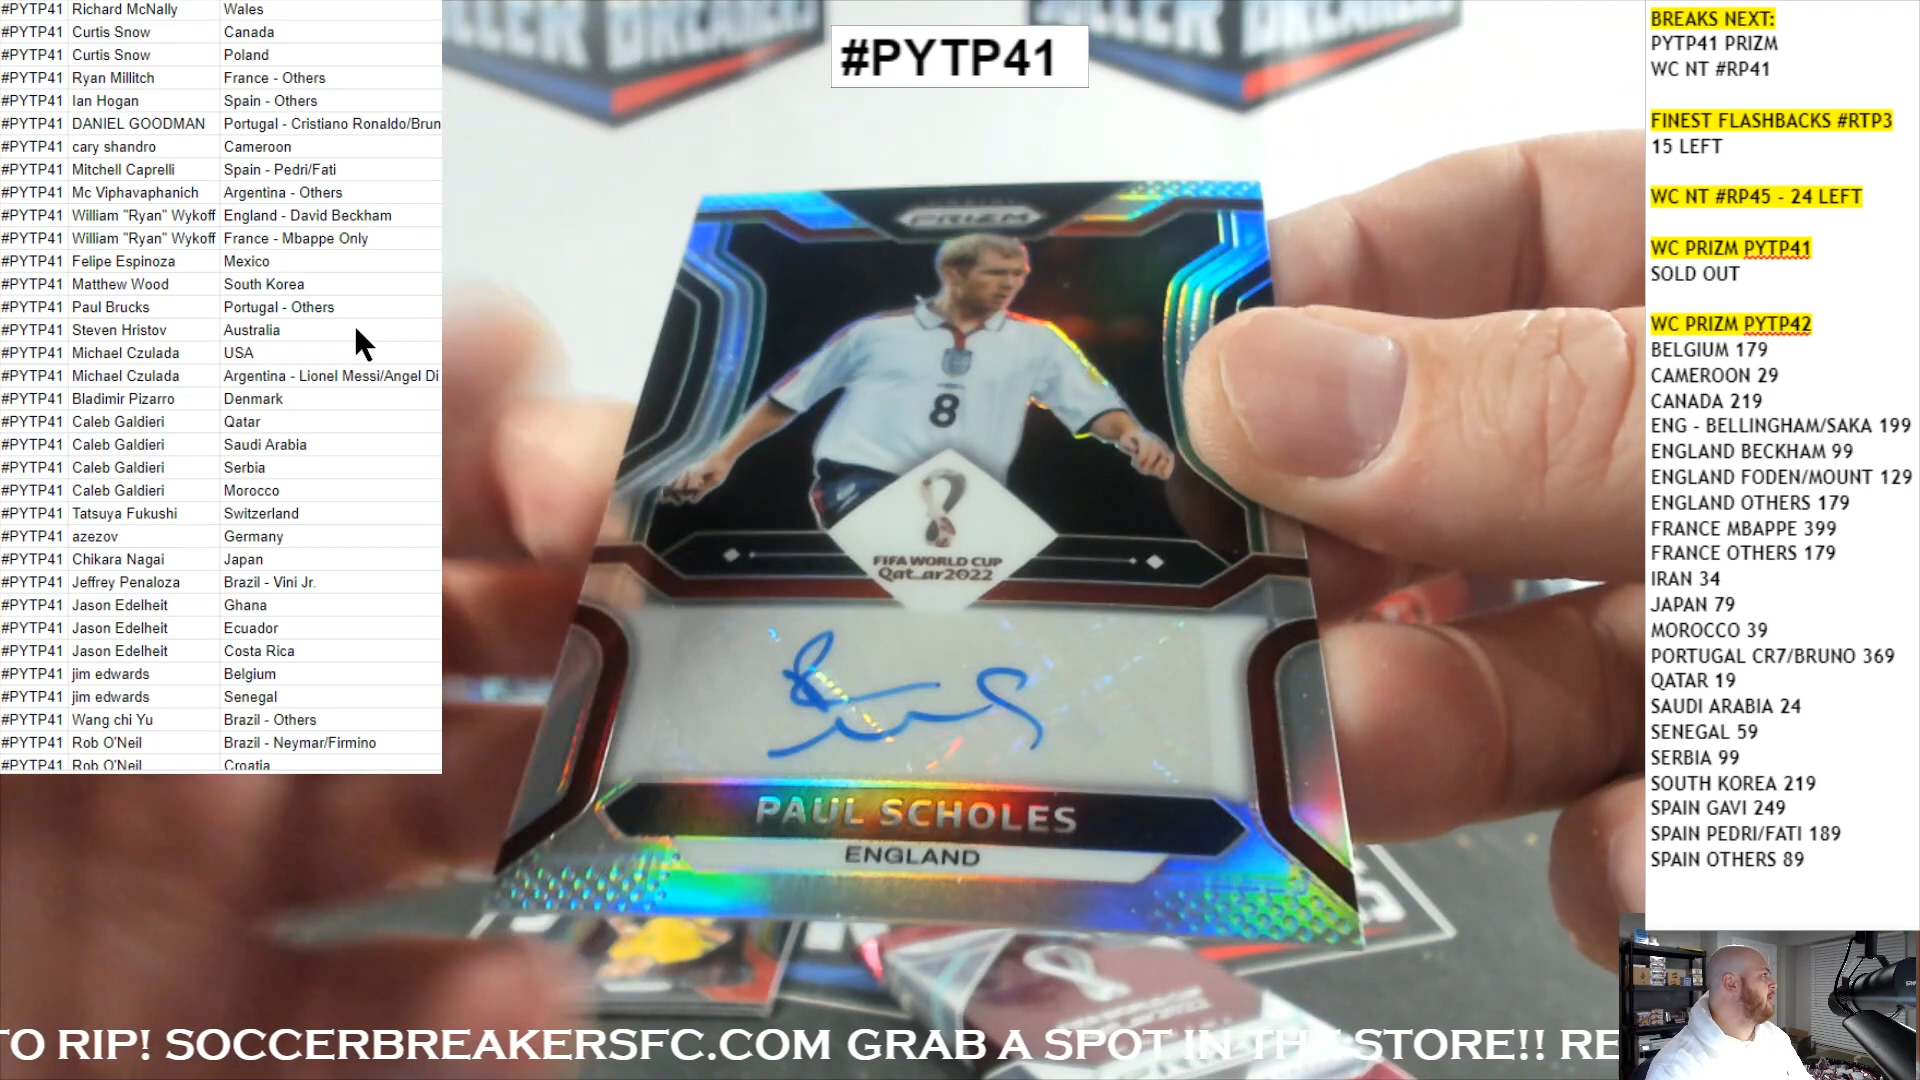 #PYTP41 Richard McNally Wales
#PYTP41 Curtis Snow Canada
#PYTP41 Curtis Snow Poland
#PYTP41 Ryan Millitch France - Others
#PYTP41 Ian Hogan Spain - Others
#PYTP41 DANIEL GOODMAN Portugal - Cristiano Ronaldo/Brun
#PYTP41 cary shandro Cameroon
#PYTP41 Mitchell Caprelli Spain - Pedri/Fati
#PYTP41 Mc Viphavaphanich Argentina - Others
#PYTP41 William "Ryan" Wykoff England - David Beckham
#PYTP41 William "Ryan" Wykoff France - Mbappe Only
#PYTP41 Felipe Espinoza Mexico
#PYTP41 Matthew Wood South Korea
#PYTP41 Paul Brucks Portugal - Others
#PYTP41 Steven Hristov Australia
#PYTP41 Michael Czulada USA
#PYTP41 Michael Czulada Argentina - Lionel Messi/Angel Di
#PYTP41 Bladimir Pizarro Denmark
#PYTP41 Caleb Galdieri Qatar
#PYTP41 Caleb Galdieri Saudi Arabia
#PYTP41 Caleb Galdieri Serbia
#PYTP41 Caleb Galdieri Morocco
#PYTP41 Tatsuya Fukushi Switzerland
#PYTP41 azezov Germany
#PYTP41 Chikara Nagai Japan
#PYTP41 Jeffrey Penaloza Brazil - Vini Jr.
#PYTP41 Jason Edelheit Ghana
#PYTP41 Jason Edelheit Ecuador
#PYTP41 Jason Edelheit Costa Rica
#PYTP41 jim edwards Belgium
#PYTP41 jim edwards Senegal
#PYTP41 Wang chi Yu Brazil - Others
#PYTP41 Rob O'Neil Brazil - Neymar/Firmino
#PYTP41 Rob O'Neil Croatia
SOCCER BREAKERS
#PYTP41
PRIZM
8
FIFA WORLD CUP
Qatar2022
PAUL SCHOLES
ENGLAND
BREAKS NEXT:
PYTP41 PRIZM
WC NT #RP41
FINEST FLASHBACKS #RTP3
15 LEFT
WC NT #RP45 - 24 LEFT
WC PRIZM PYTP41
SOLD OUT
WC PRIZM PYTP42
BELGIUM 179
CAMEROON 29
CANADA 219
ENG - BELLINGHAM/SAKA 199
ENGLAND BECKHAM 99
ENGLAND FODEN/MOUNT 129
ENGLAND OTHERS 179
FRANCE MBAPPE 399
FRANCE OTHERS 179
IRAN 34
JAPAN 79
MOROCCO 39
PORTUGAL CR7/BRUNO 369
QATAR 19
SAUDI ARABIA 24
SENEGAL 59
SERBIA 99
SOUTH KOREA 219
SPAIN GAVI 249
SPAIN PEDRI/FATI 189
SPAIN OTHERS 89
TO RIP! SOCCERBREAKERSFC.COM GRAB A SPOT IN THE STORE!! RE